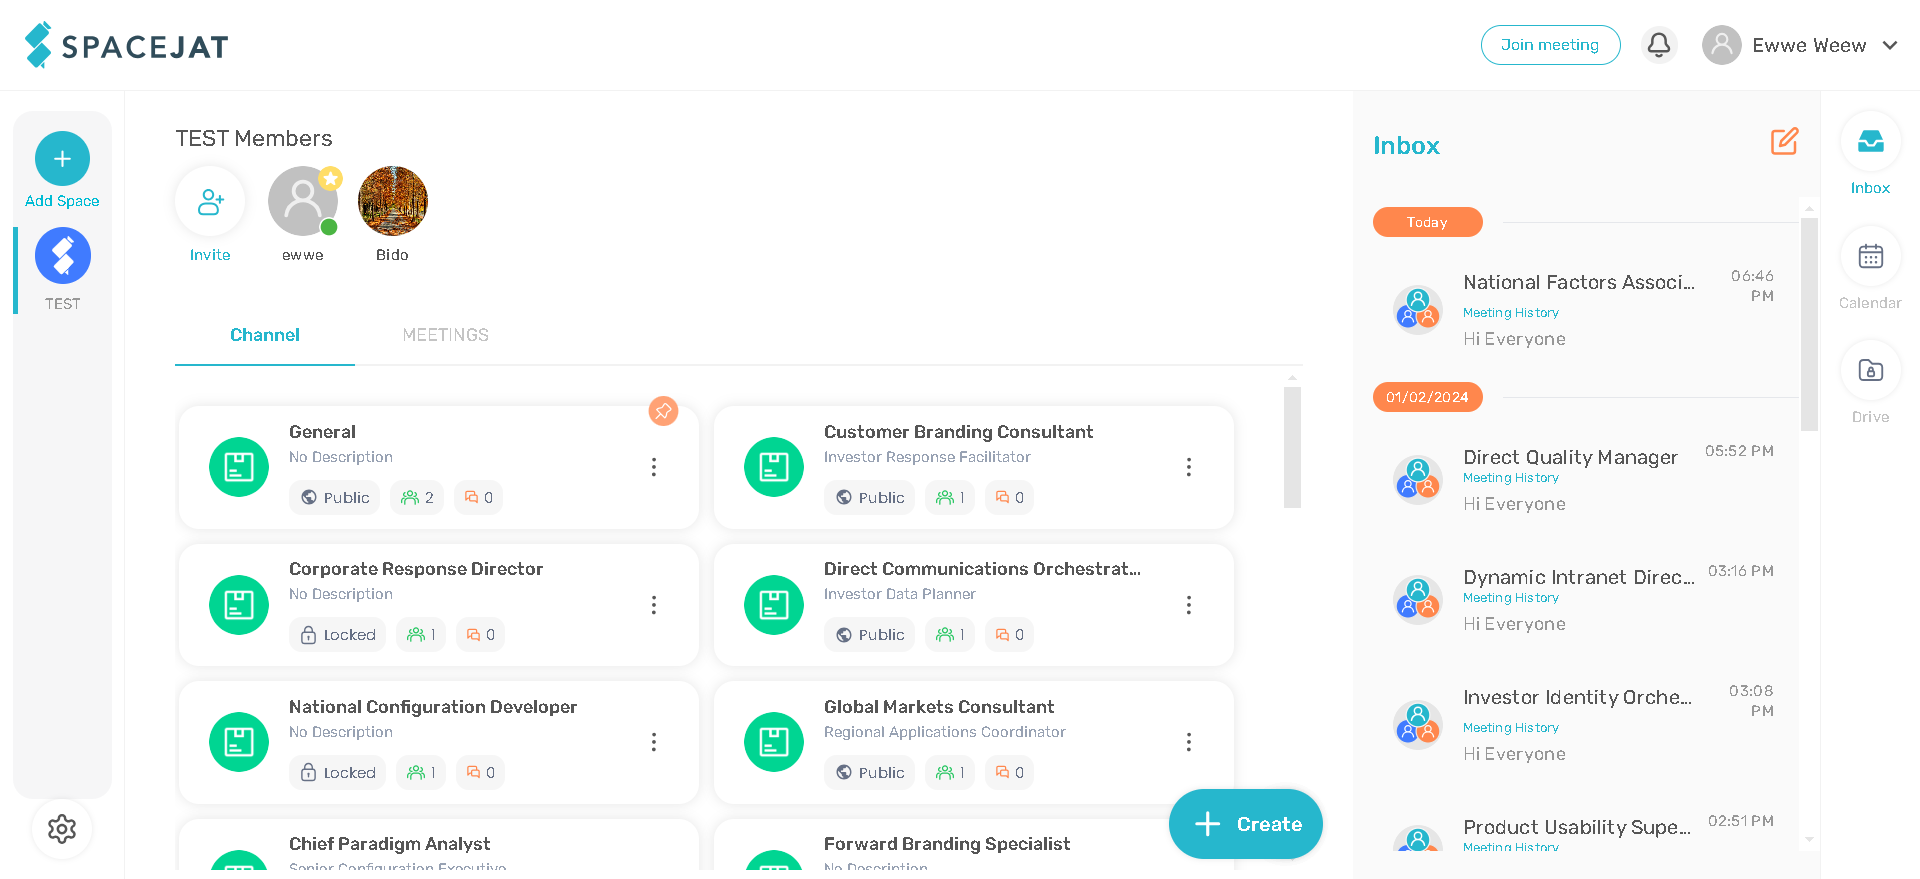 SPACEJAT
Join meeting
Ewwe Weew
Add Space
TEST
TEST Members
Invite
ewwe
Bido
Channel
MEETINGS
General
No Description
Public
2
0
Customer Branding Consultant
Investor Response Facilitator
Public
1
0
Corporate Response Director
No Description
Locked
1
0
Direct Communications Orchestrat...
Investor Data Planner
Public
1
0
National Configuration Developer
No Description
Locked
1
0
Global Markets Consultant
Regional Applications Coordinator
Public
1
0
Chief Paradigm Analyst
Senior Configuration Executive
Forward Branding Specialist
No Description
Create
Inbox
Today
National Factors Associ...
06:46
PM
Meeting History
Hi Everyone
01/02/2024
Direct Quality Manager
05:52 PM
Meeting History
Hi Everyone
Dynamic Intranet Direc...
03:16 PM
Meeting History
Hi Everyone
Investor Identity Orche...
03:08
PM
Meeting History
Hi Everyone
Product Usability Supe...
02:51 PM
Meeting History
Inbox
Calendar
Drive